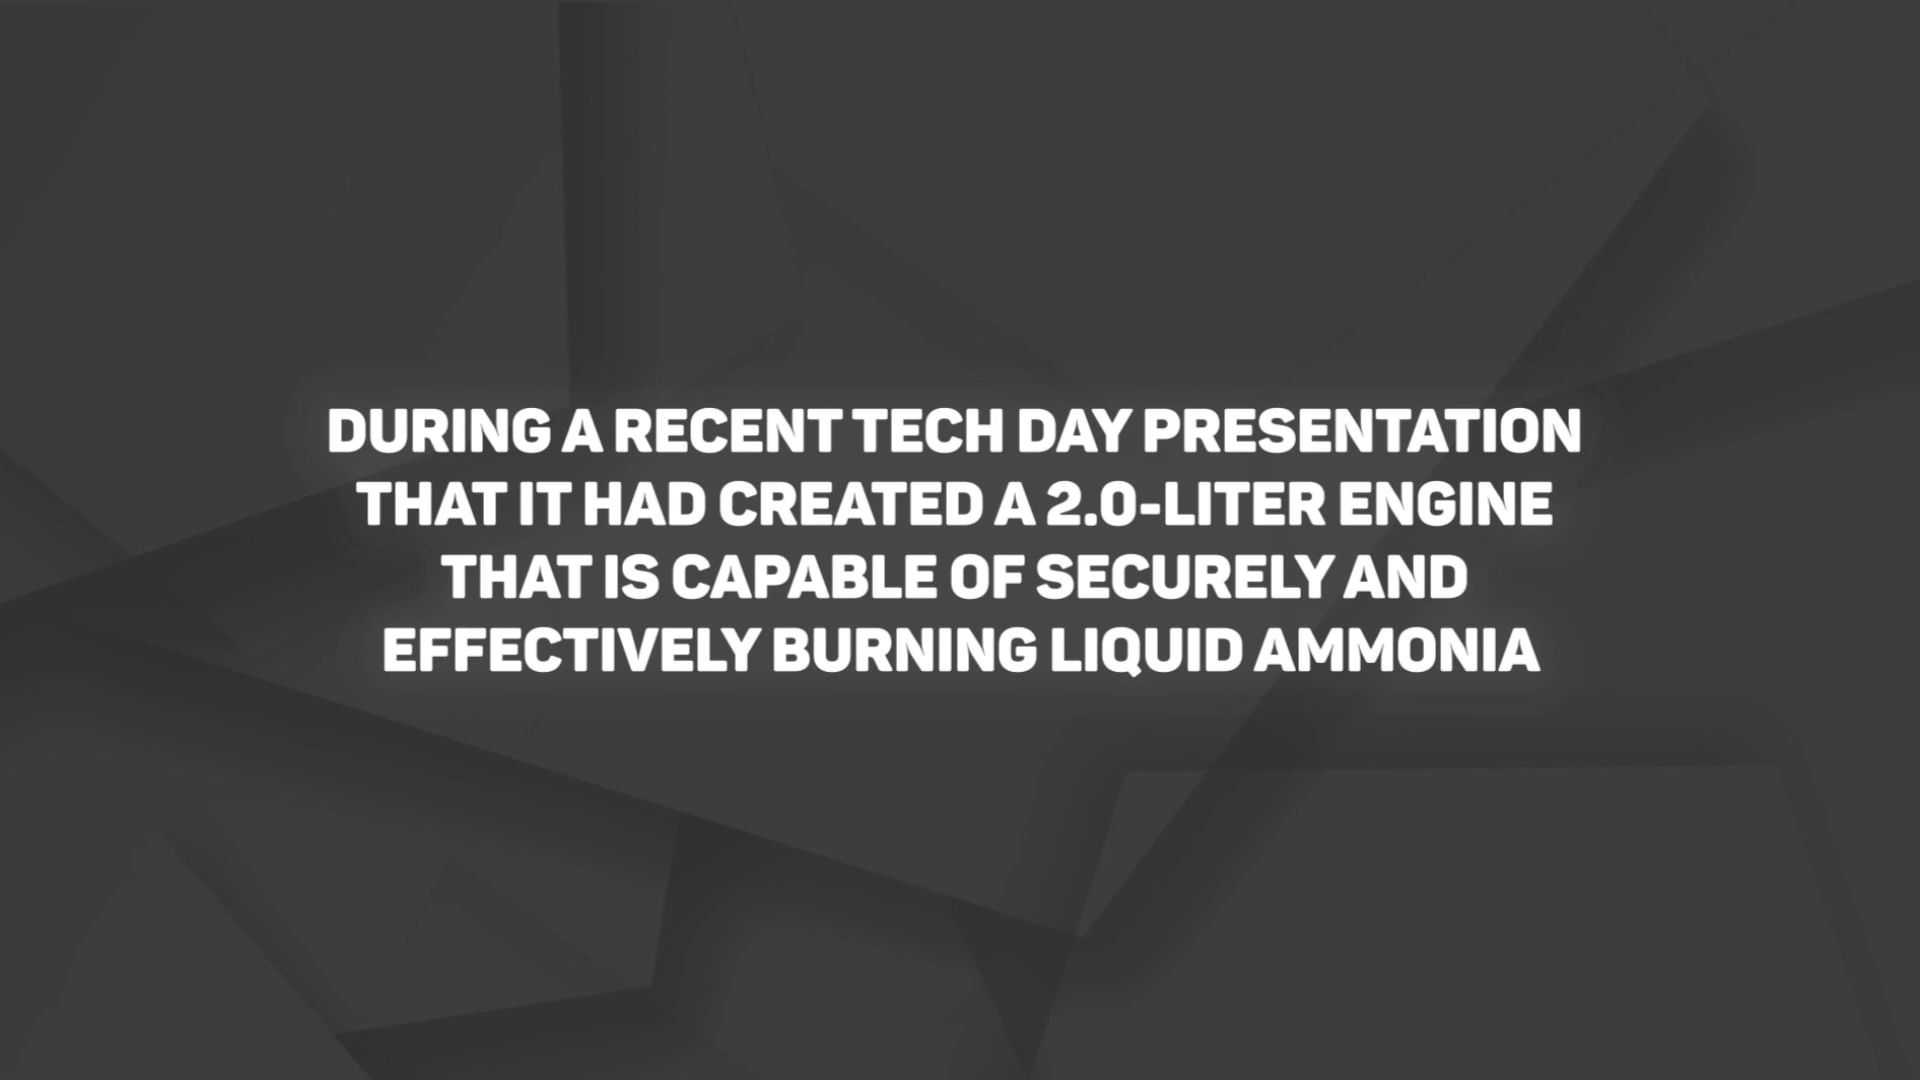 DURING A RECENT TECH DAY PRESENTATION
THAT IT HAD CREATED A 2.0-LITER ENGINE
THAT IS CAPABLE OF SECURELY AND
EFFECTIVELY BURNING LIQUID AMMONIA